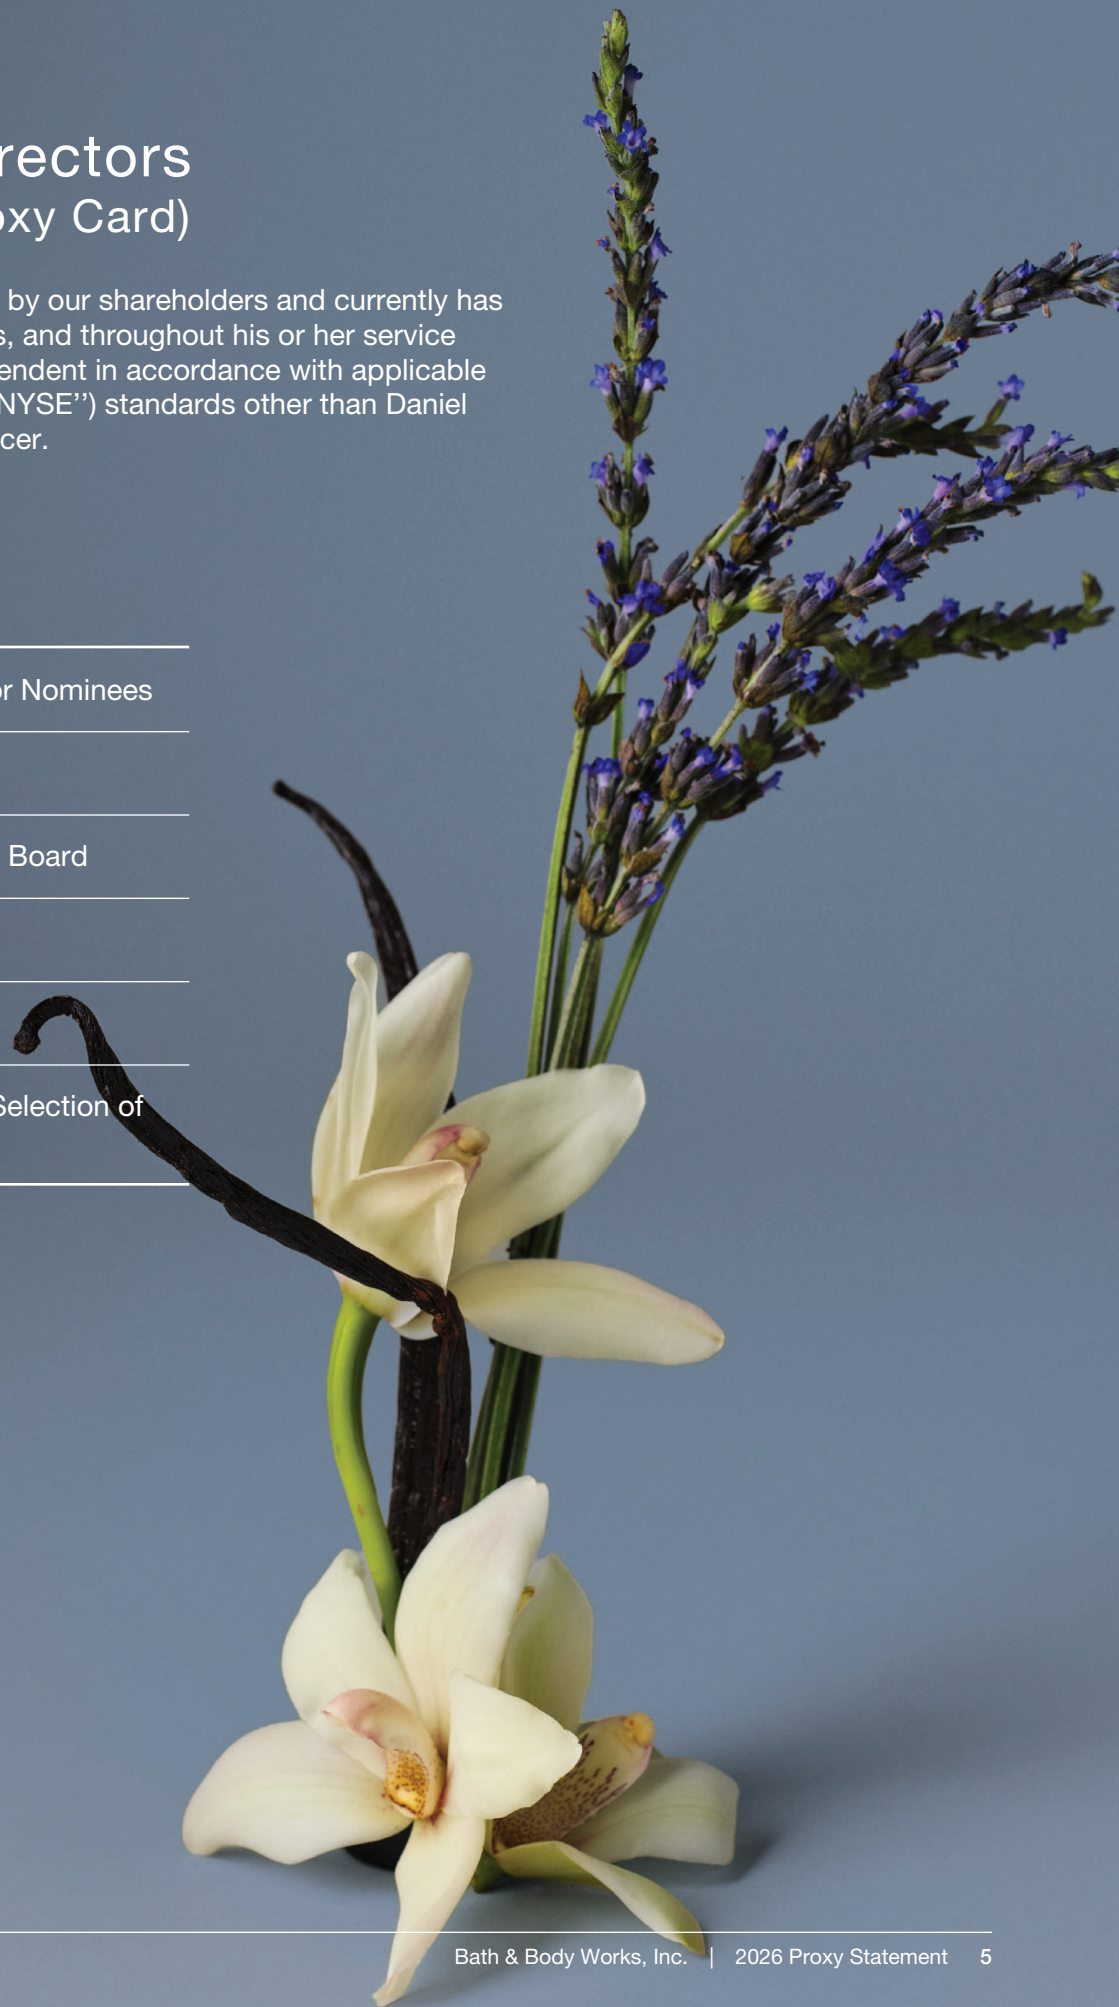 rectors
oxy Card)
by our shareholders and currently has
s, and throughout his or her service
endent in accordance with applicable
NYSE’’) standards other than Daniel
cer.
or Nominees
Board
Selection of
Bath & Body Works, Inc. | 2026 Proxy Statement 5